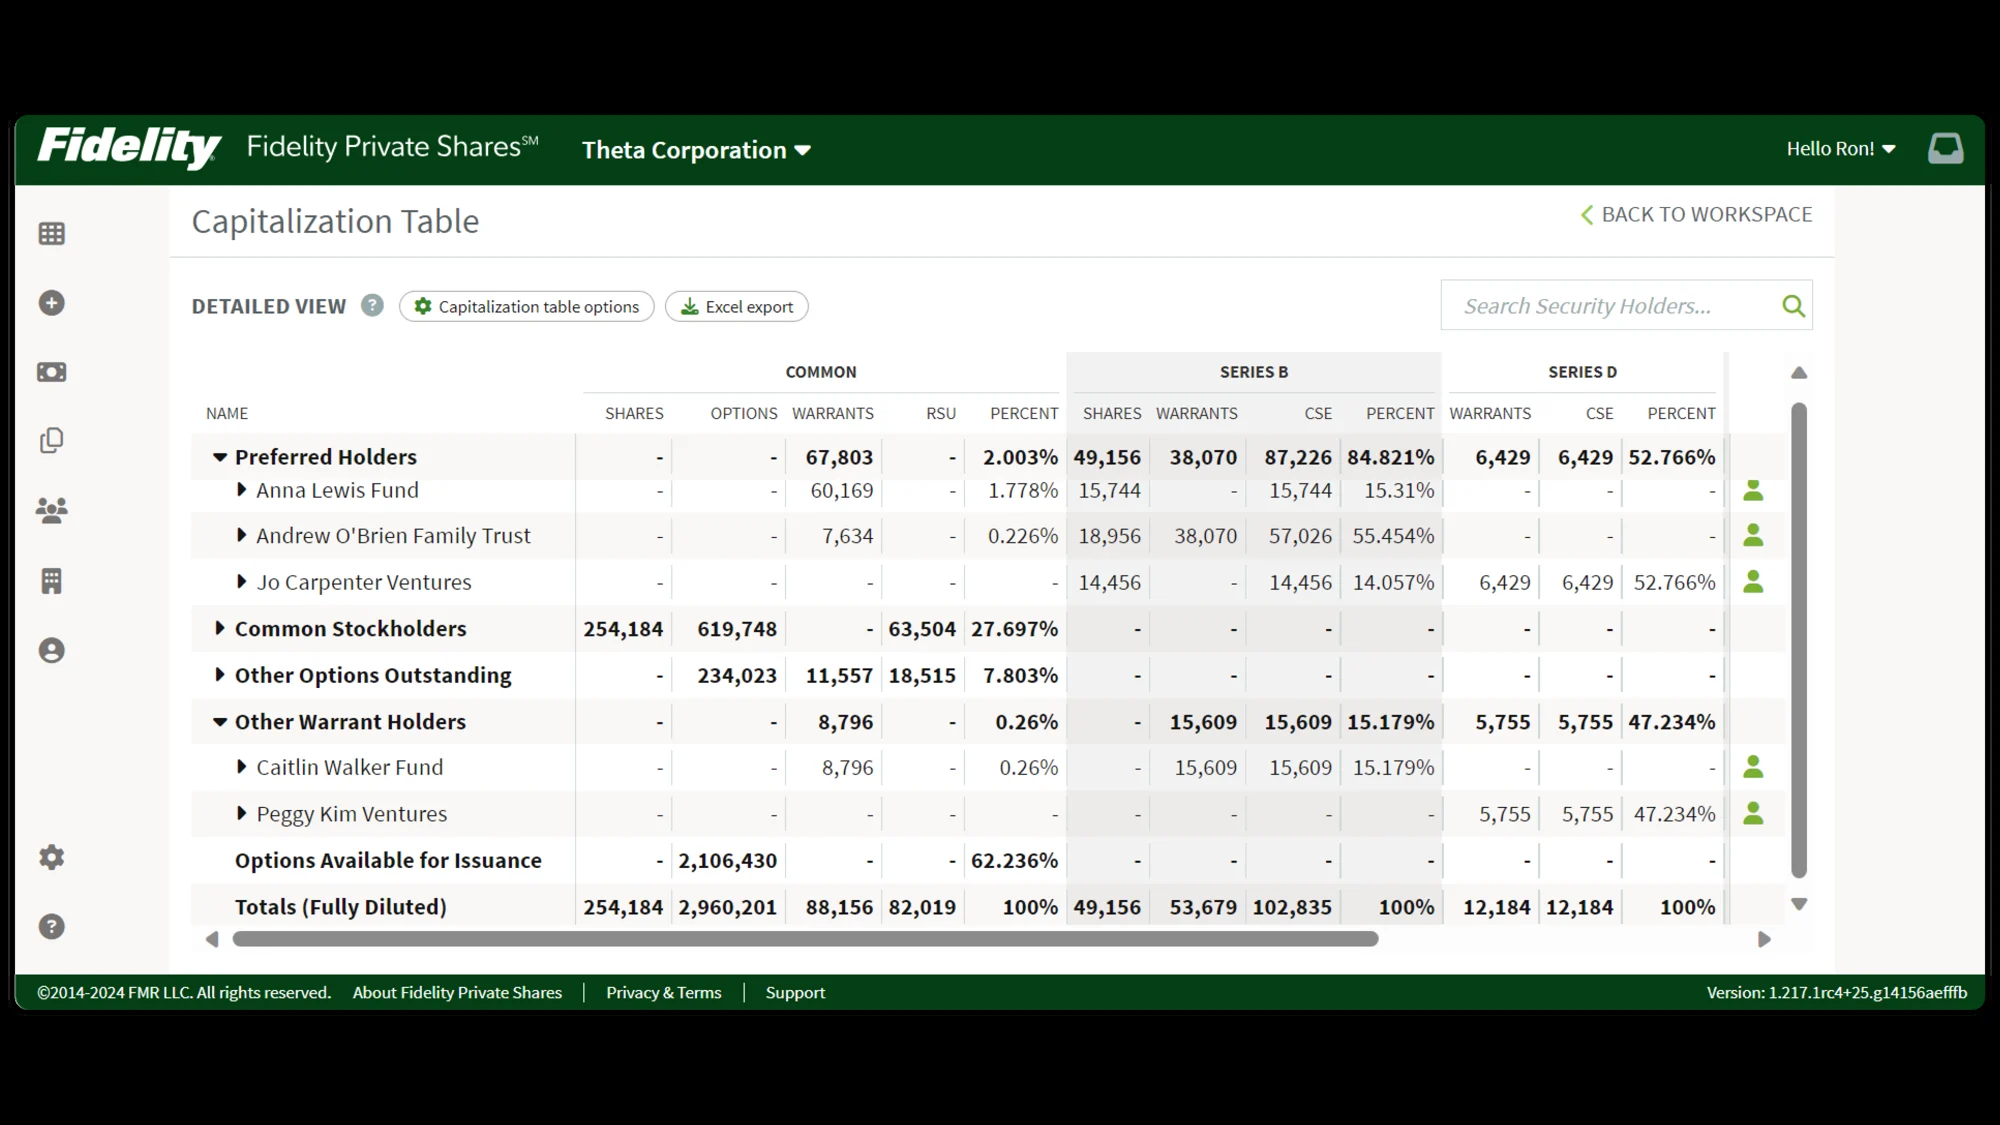 Fidelity Fidelity Private Shares℠ Theta Corporation Hello Ron!
Capitalization Table
BACK TO WORKSPACE
DETAILED VIEW ? Capitalization table options Excel export Search Security Holders...
COMMON SERIES B SERIES D
NAME SHARES OPTIONS WARRANTS RSU PERCENT SHARES WARRANTS CSE PERCENT WARRANTS CSE PERCENT
Preferred Holders - - 67,803 - 2.003% 49,156 38,070 87,226 84.821% 6,429 6,429 52.766%
Anna Lewis Fund - - 60,169 - 1.778% 15,744 - 15,744 15.31% - - -
Andrew O'Brien Family Trust - - 7,634 - 0.226% 18,956 38,070 57,026 55.454% - - -
Jo Carpenter Ventures - - - - - 14,456 - 14,456 14.057% 6,429 6,429 52.766%
Common Stockholders 254,184 619,748 - 63,504 27.697% - - - - - - -
Other Options Outstanding - 234,023 11,557 18,515 7.803% - - - - - - -
Other Warrant Holders - - 8,796 - 0.26% - 15,609 15,609 15.179% 5,755 5,755 47.234%
Caitlin Walker Fund - - 8,796 - 0.26% - 15,609 15,609 15.179% - - -
Peggy Kim Ventures - - - - - - - - - 5,755 5,755 47.234%
Options Available for Issuance - 2,106,430 - - 62.236% - - - - - - -
Totals (Fully Diluted) 254,184 2,960,201 88,156 82,019 100% 49,156 53,679 102,835 100% 12,184 12,184 100%
?
©2014-2024 FMR LLC. All rights reserved. About Fidelity Private Shares | Privacy & Terms | Support Version: 1.217.1rc4+25.g14156aefffb